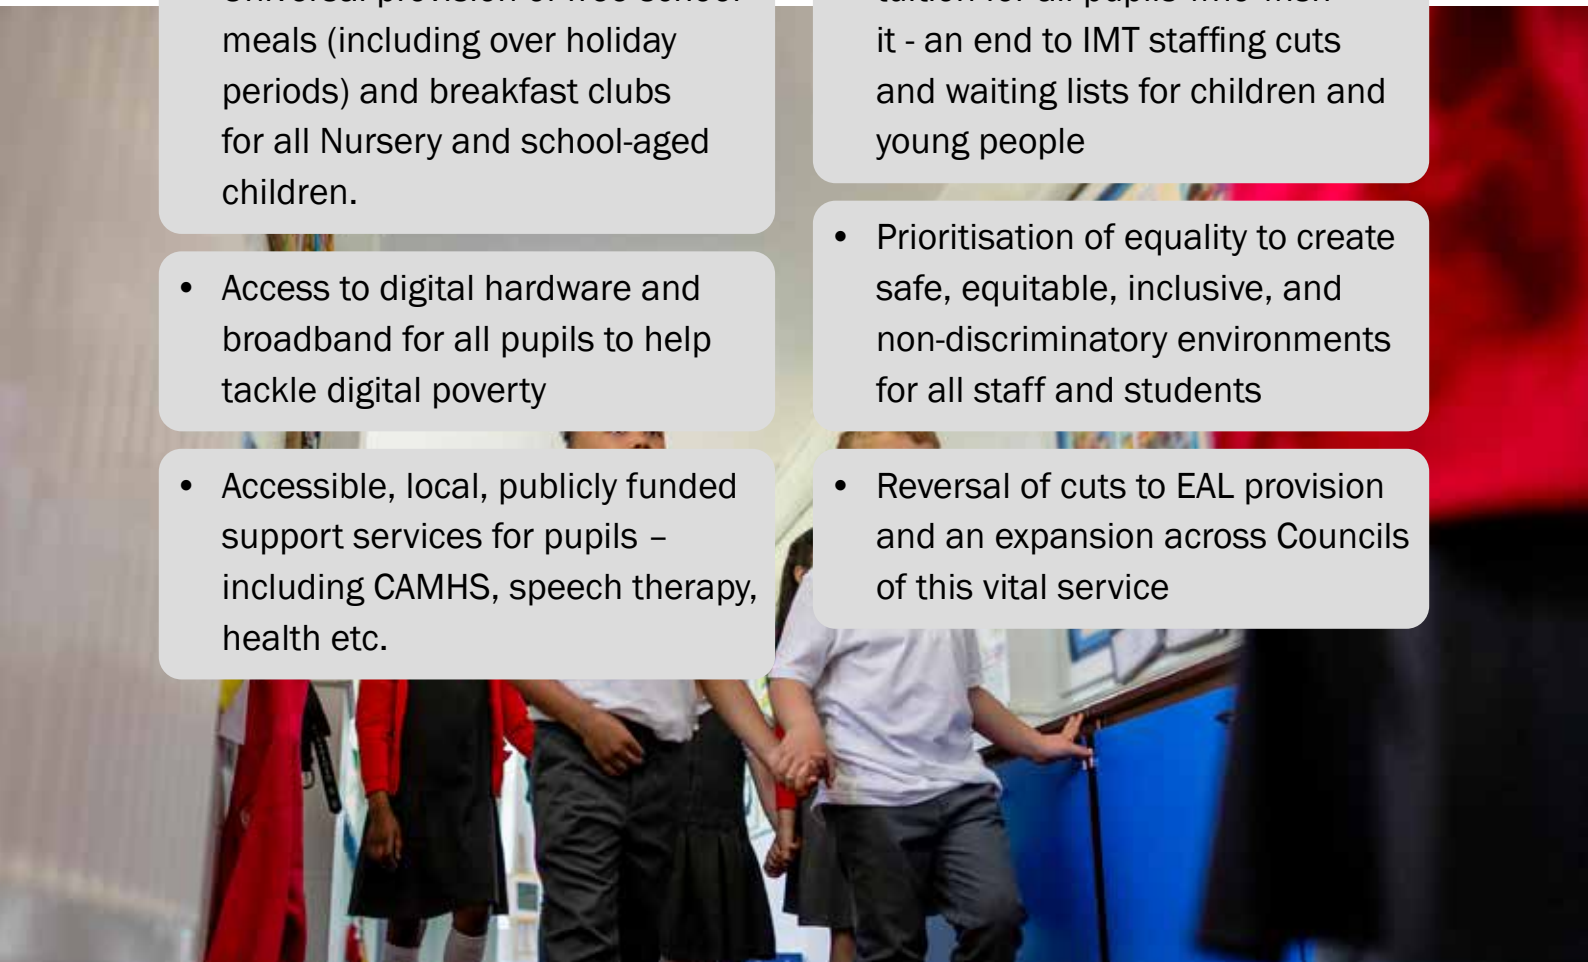 meals (including over holiday
periods) and breakfast clubs
for all Nursery and school-aged
children.
• Access to digital hardware and
broadband for all pupils to help
tackle digital poverty
• Accessible, local, publicly funded
support services for pupils –
including CAMHS, speech therapy,
health etc.
it - an end to IMT staffing cuts
and waiting lists for children and
young people
• Prioritisation of equality to create
safe, equitable, inclusive, and
non-discriminatory environments
for all staff and students
• Reversal of cuts to EAL provision
and an expansion across Councils
of this vital service